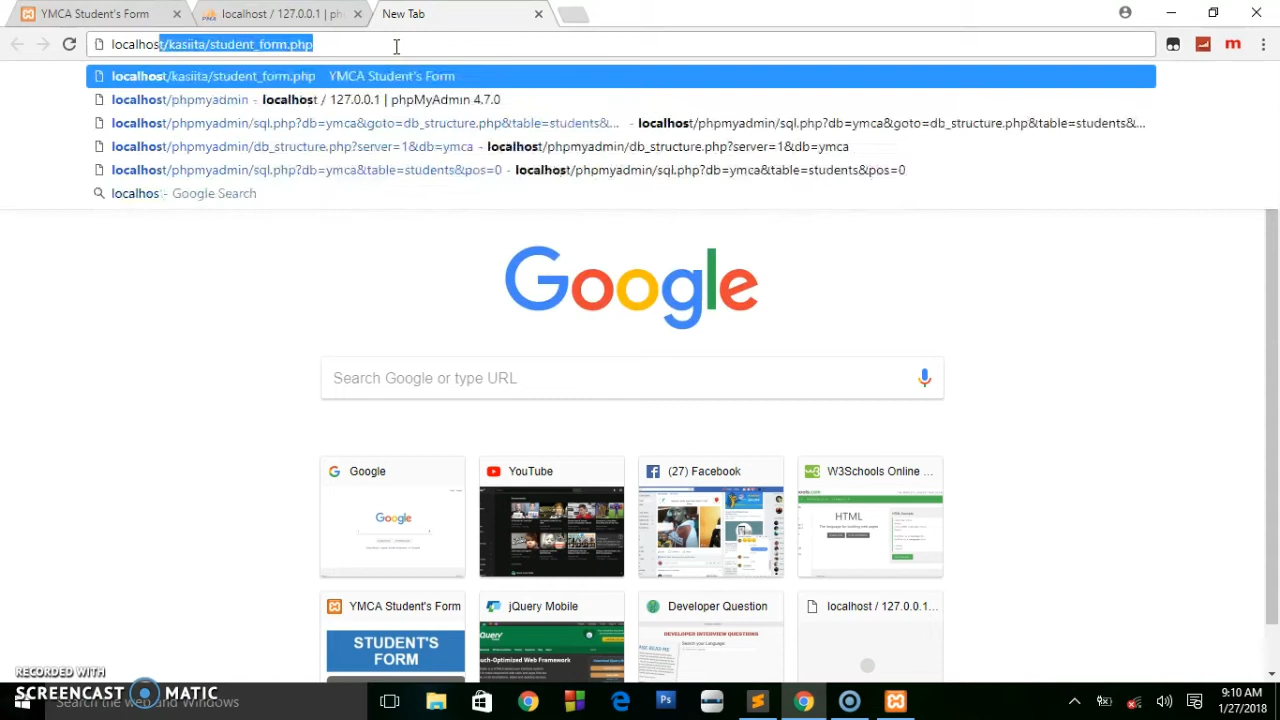 YMCA Student's Form
localhost / 127.0.0.1 | ph
New Tab
localhost/kasiita/student_form.php
localhost/kasiita/student_form.php   YMCA Student's Form
localhost/phpmyadmin - localhost / 127.0.0.1 | phpMyAdmin 4.7.0
localhost/phpmyadmin/sql.php?db=ymca&goto=db_structure.php&table=students&... - localhost/phpmyadmin/sql.php?db=ymca&goto=db_structure.php&table=students&...
localhost/phpmyadmin/db_structure.php?server=1&db=ymca - localhost/phpmyadmin/db_structure.php?server=1&db=ymca
localhost/phpmyadmin/sql.php?db=ymca&table=students&pos=0 - localhost/phpmyadmin/sql.php?db=ymca&table=students&pos=0
localhos - Google Search
Google
Search Google or type URL
Google
YouTube
(27) Facebook
W3Schools Online ...
Google
HTML
YMCA Student's Form
jQuery Mobile
Developer Question
localhost / 127.0.0.1...
STUDENT'S FORM
DEVELOPER INTERVIEW QUESTIONS
Touch-Optimized Web Framework
RECORDED WITH
SCREENCAST-O-MATIC
Search the web and Windows
Ps
9:10 AM
1/27/2018